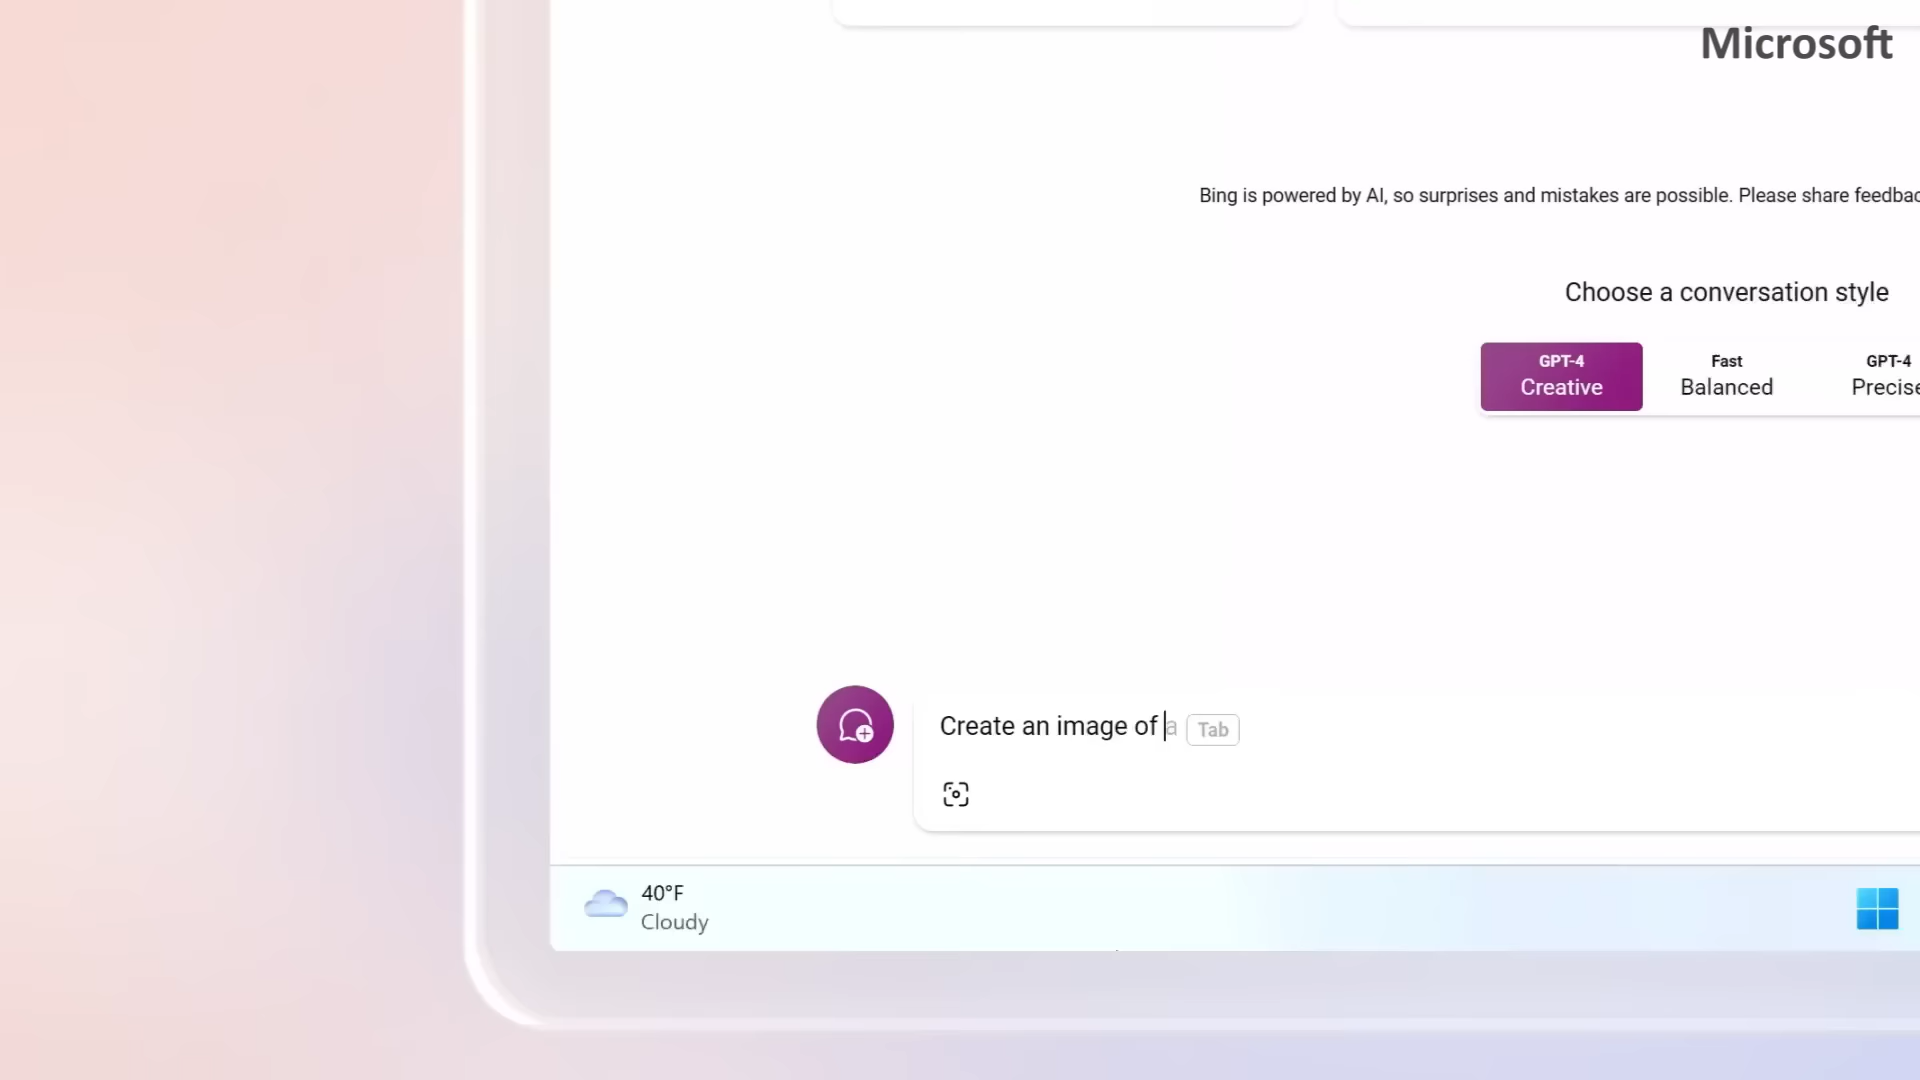 Microsoft
Bing is powered by AI, so surprises and mistakes are possible. Please share
Choose a conversation style
GPT-4
Creative
Fast
Balanced
GPT-4
Precise
Create an image of a Tab
40°F
Cloudy